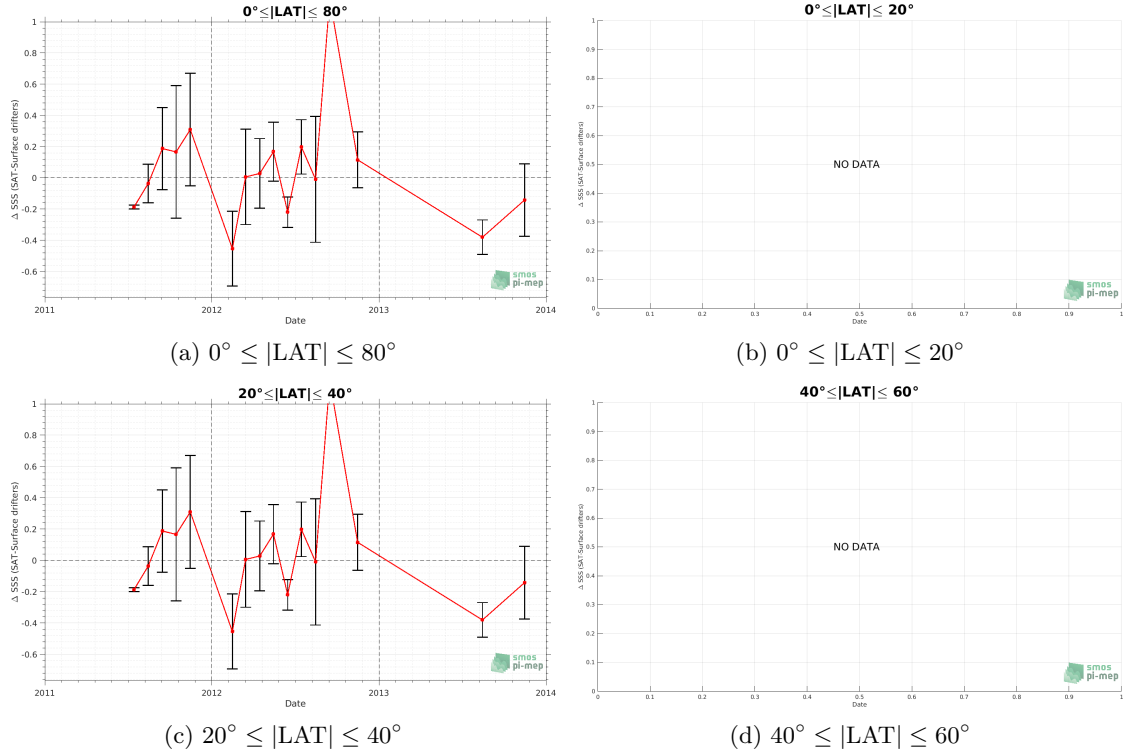 0°≤|LAT|≤ 80°
1
0.8
0.6
0.4
0.2
0
-0.2
-0.4
-0.6
Δ SSS (SAT-Surface drifters)
2011
2012
2013
2014
Date
smos
pi-mep
(a) 0° ≤ |LAT| ≤ 80°
0°≤|LAT|≤ 20°
1
0.9
0.8
0.7
0.6
0.5
0.4
0.3
0.2
0.1
0
Δ SSS (SAT-Surface drifters)
NO DATA
0 0.1 0.2 0.3 0.4 0.5 0.6 0.7 0.8 0.9 1
Date
smos
pi-mep
(b) 0° ≤ |LAT| ≤ 20°
20°≤|LAT|≤ 40°
1
0.8
0.6
0.4
0.2
0
-0.2
-0.4
-0.6
Δ SSS (SAT-Surface drifters)
2011
2012
2013
2014
Date
smos
pi-mep
(c) 20° ≤ |LAT| ≤ 40°
40°≤|LAT|≤ 60°
1
0.9
0.8
0.7
0.6
0.5
0.4
0.3
0.2
0.1
0
Δ SSS (SAT-Surface drifters)
NO DATA
0 0.1 0.2 0.3 0.4 0.5 0.6 0.7 0.8 0.9 1
Date
smos
pi-mep
(d) 40° ≤ |LAT| ≤ 60°